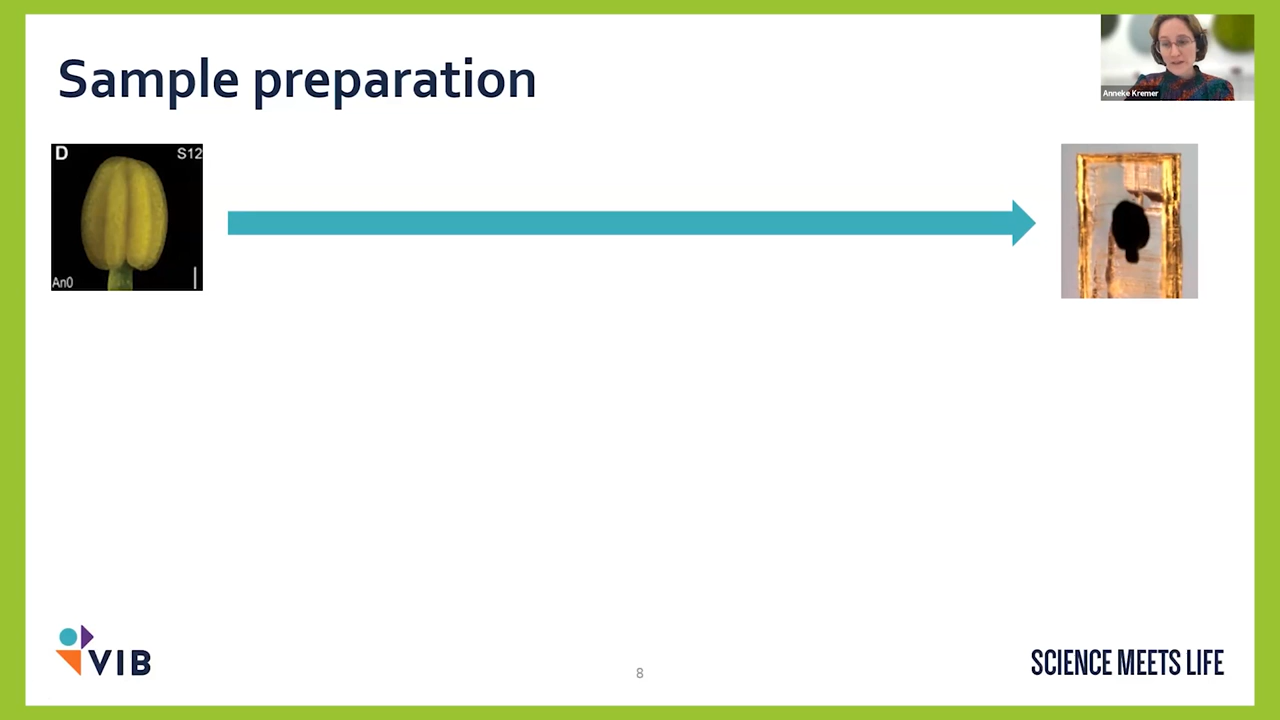 Sample preparation
Anneke Kremer
D
S12
An0
VIB
8
SCIENCE MEETS LIFE